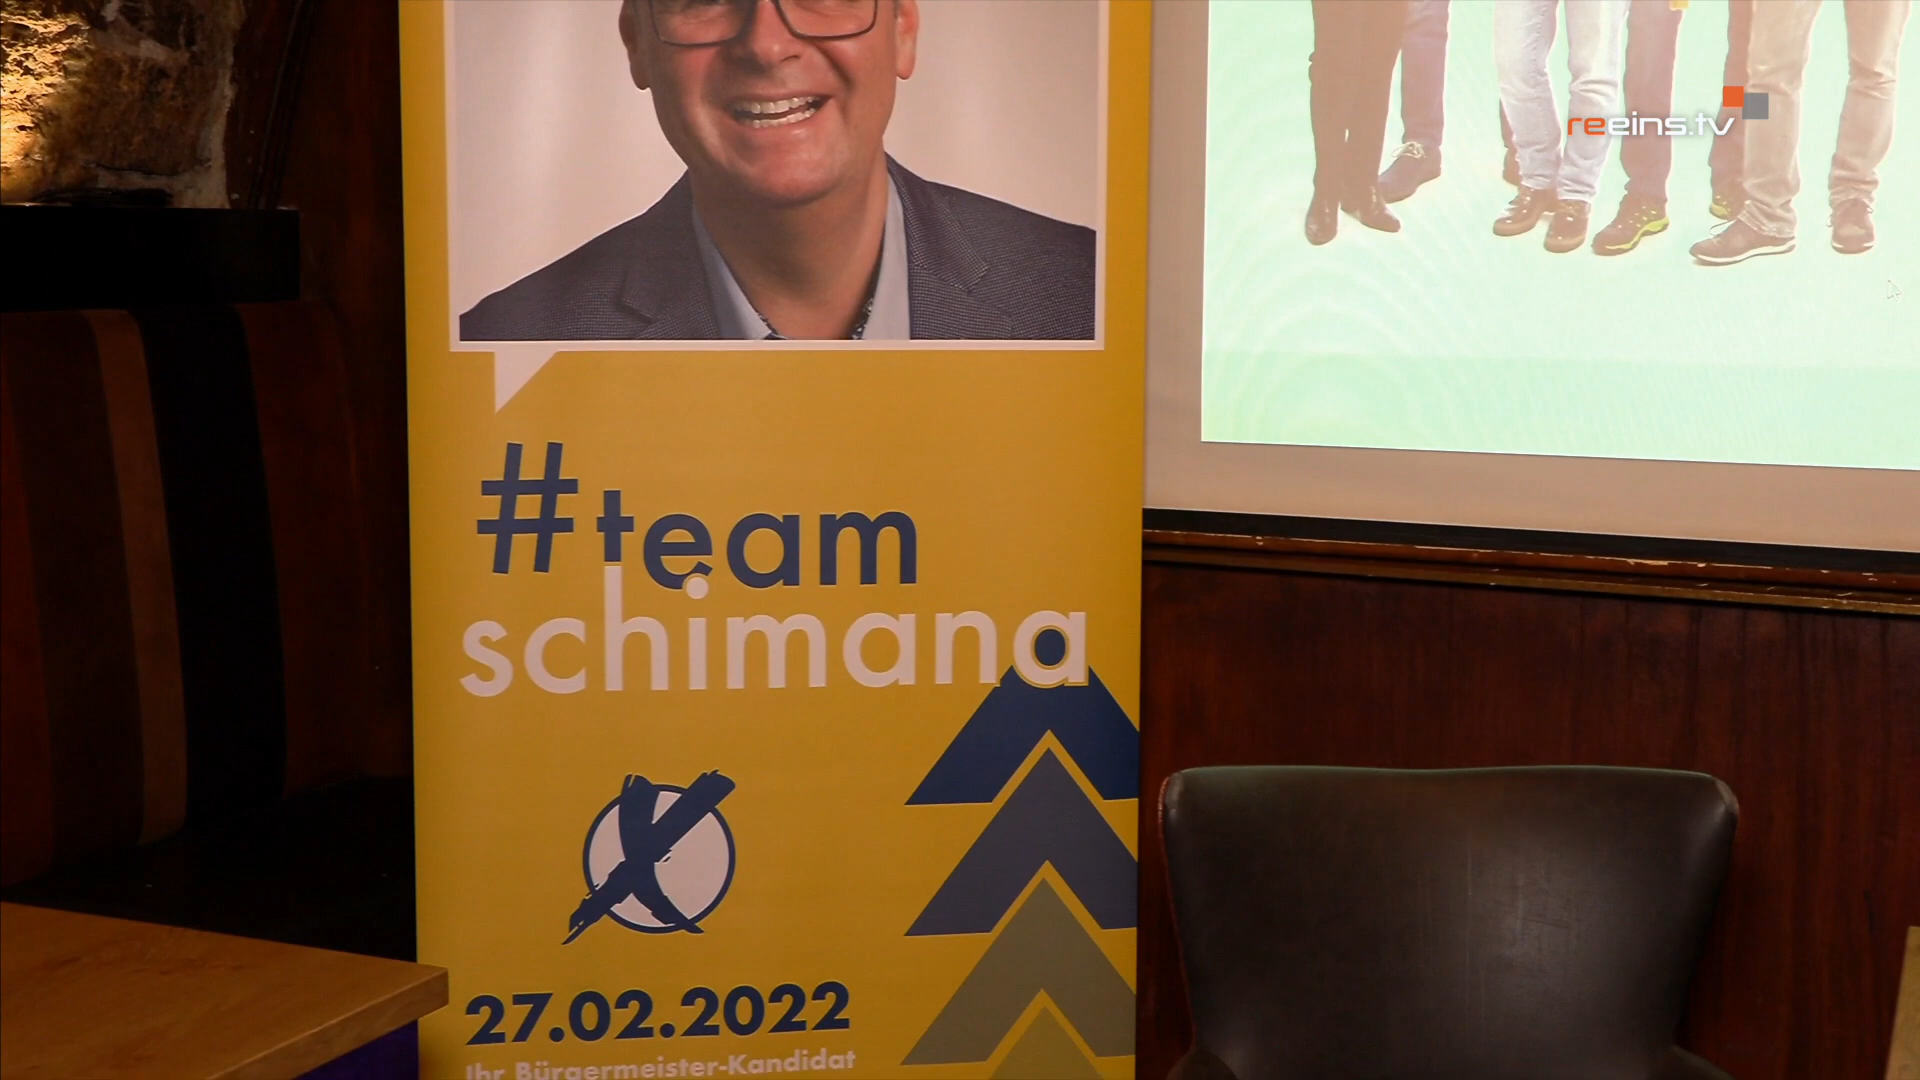 reeins.tv
#team
schimana
27.02.2022
Ihr Bürgermeister-Kandidat